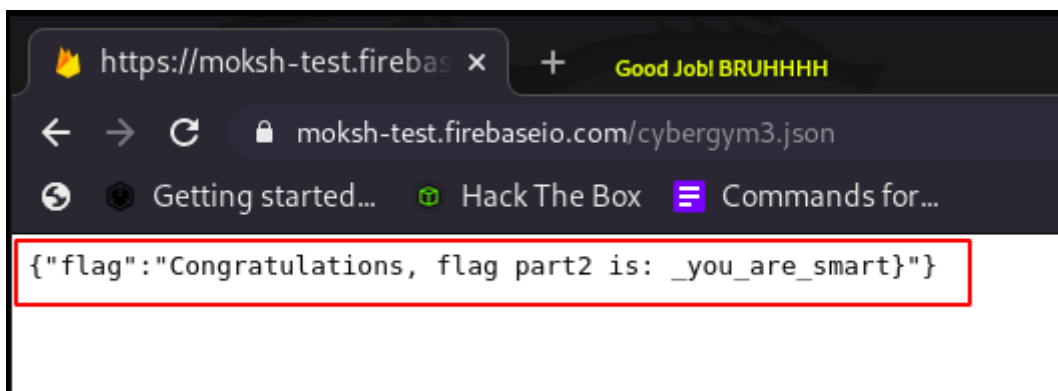 https://moksh-test.firebas
Good Job! BRUHHHH
moksh-test.firebaseio.com/cybergym3.json
Getting started... Hack The Box Commands for...
{"flag":"Congratulations, flag part2 is: _you_are_smart}"}